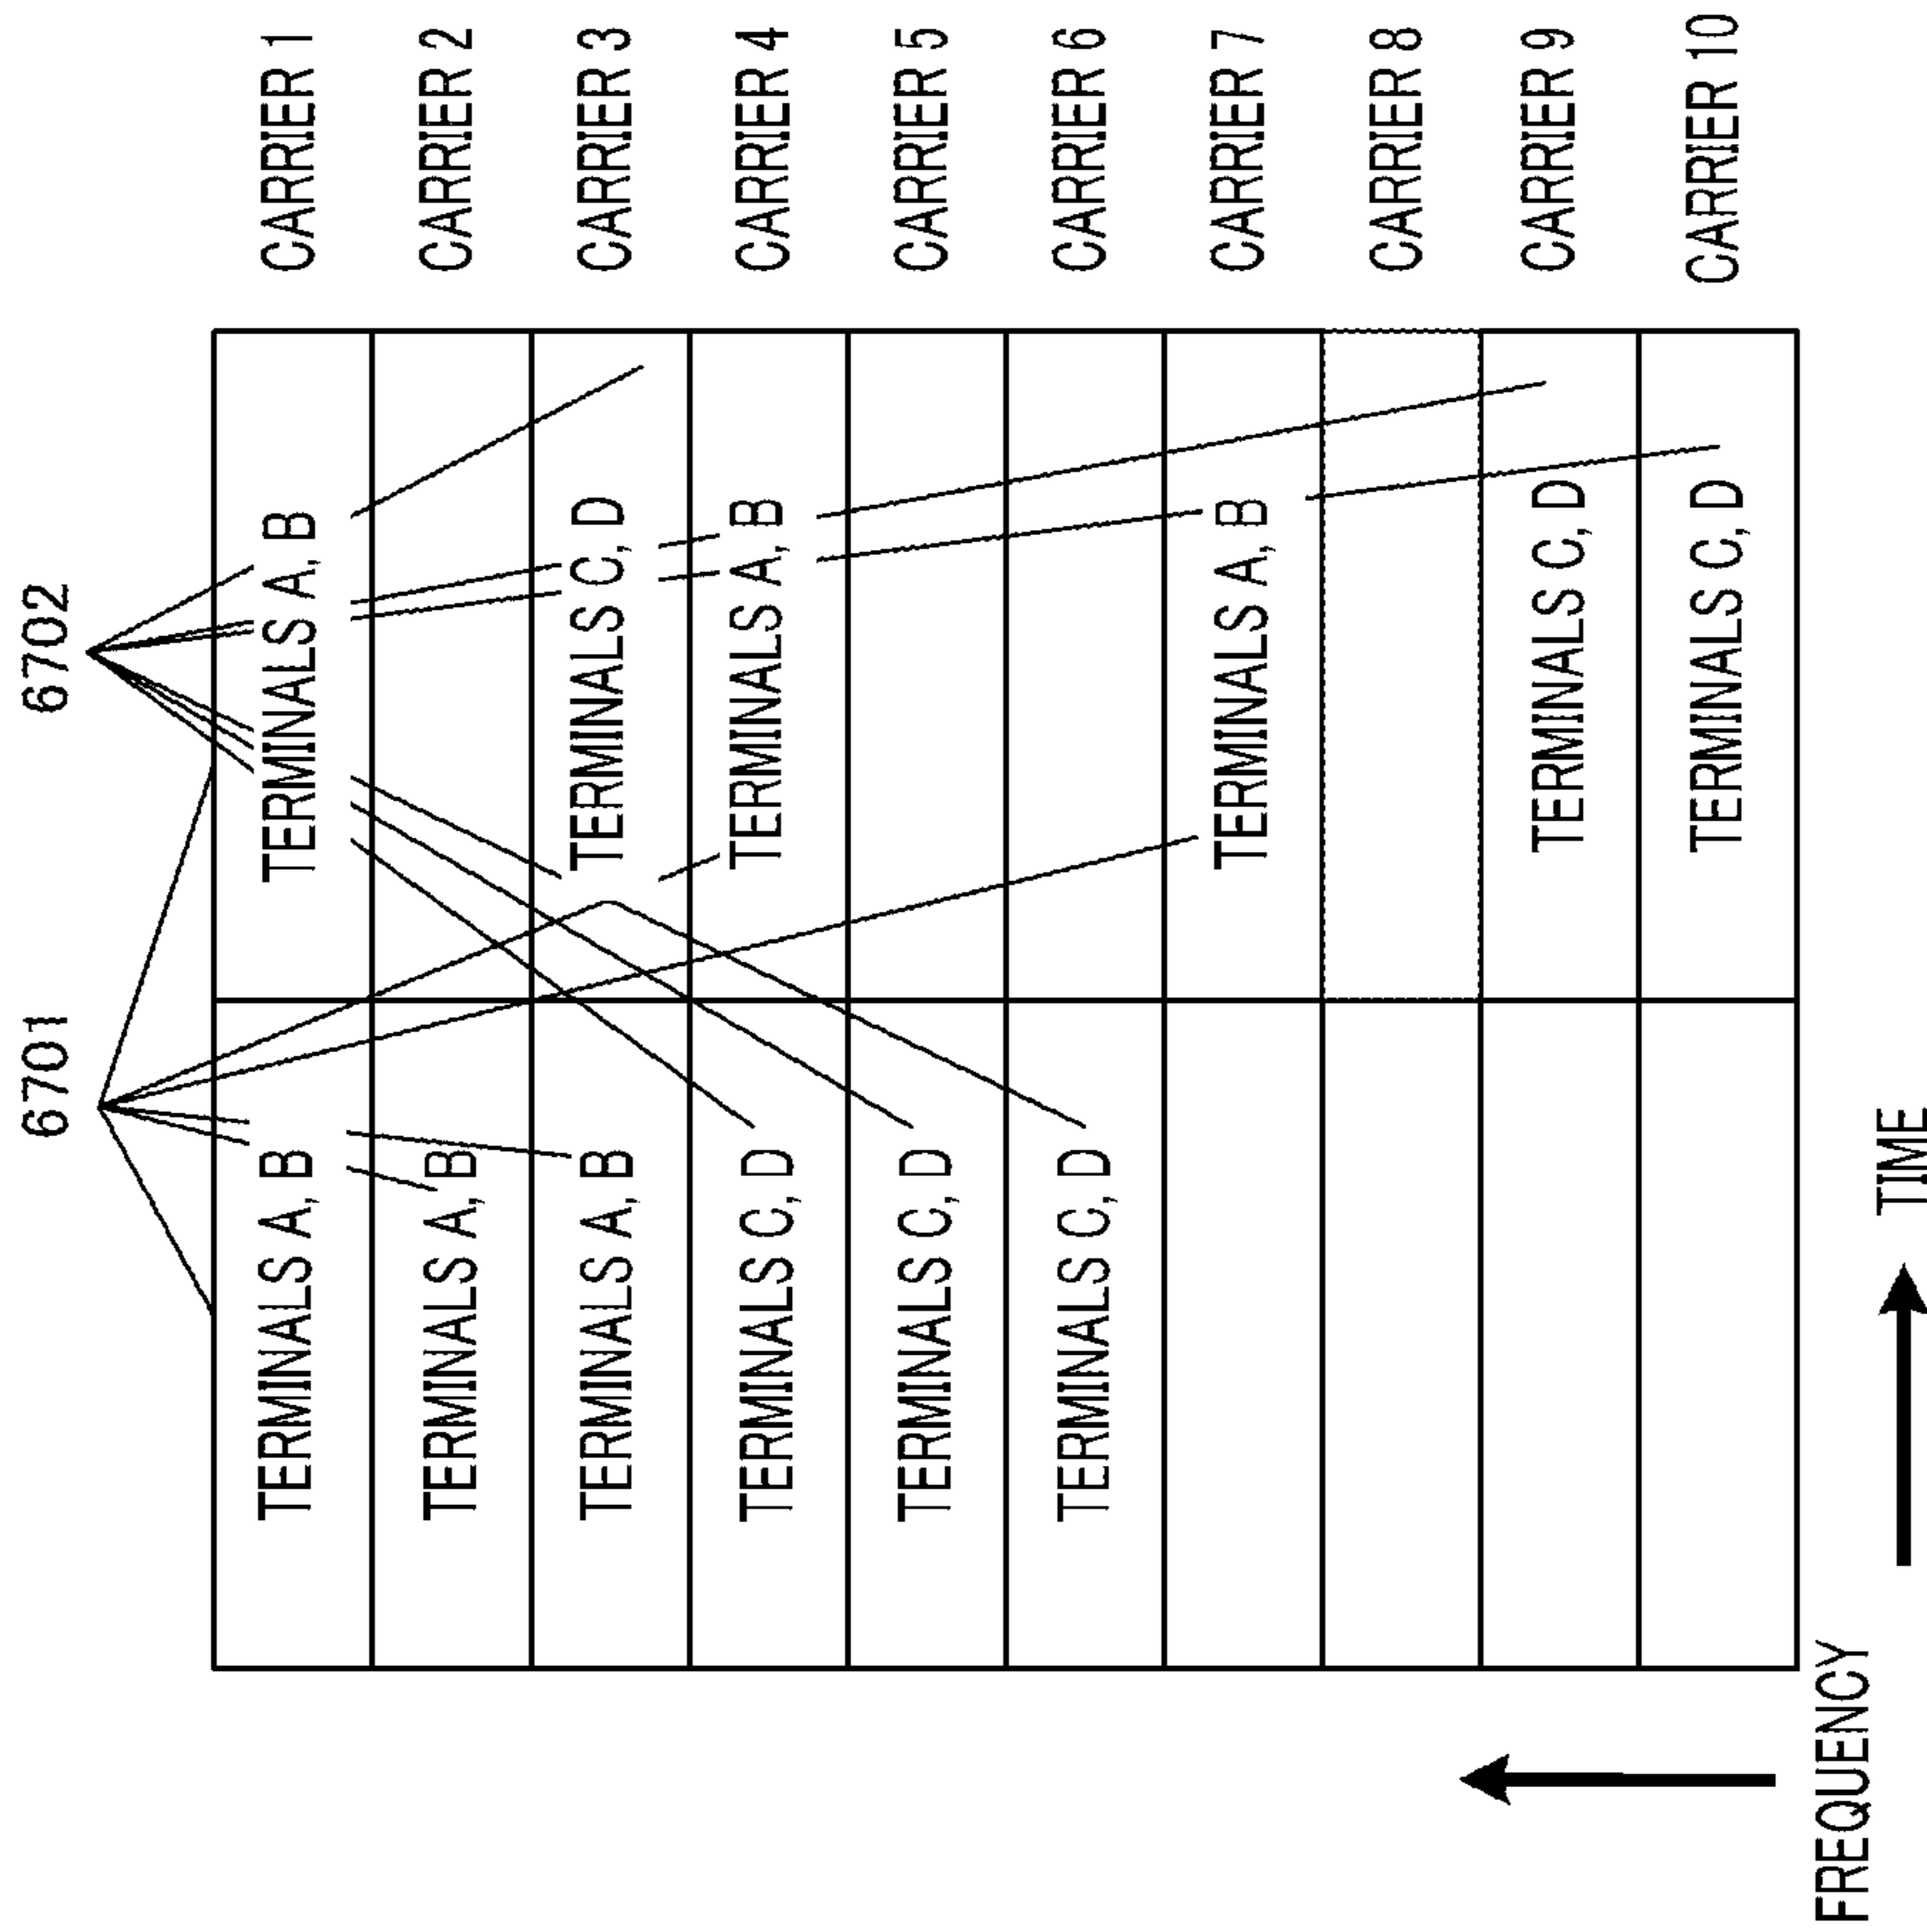 6701
6702
TERMINALS A, B
TERMINALS A, B
CARRIER 1
TERMINALS A, B
CARRIER 2
TERMINALS A, B
TERMINALS C, D
CARRIER 3
TERMINALS C, D
TERMINALS A, B
CARRIER 4
TERMINALS C, D
CARRIER 5
TERMINALS C, D
CARRIER 6
TERMINALS A, B
CARRIER 7
CARRIER 8
TERMINALS C, D
CARRIER 9
TERMINALS C, D
CARRIER 10
FREQUENCY
TIME